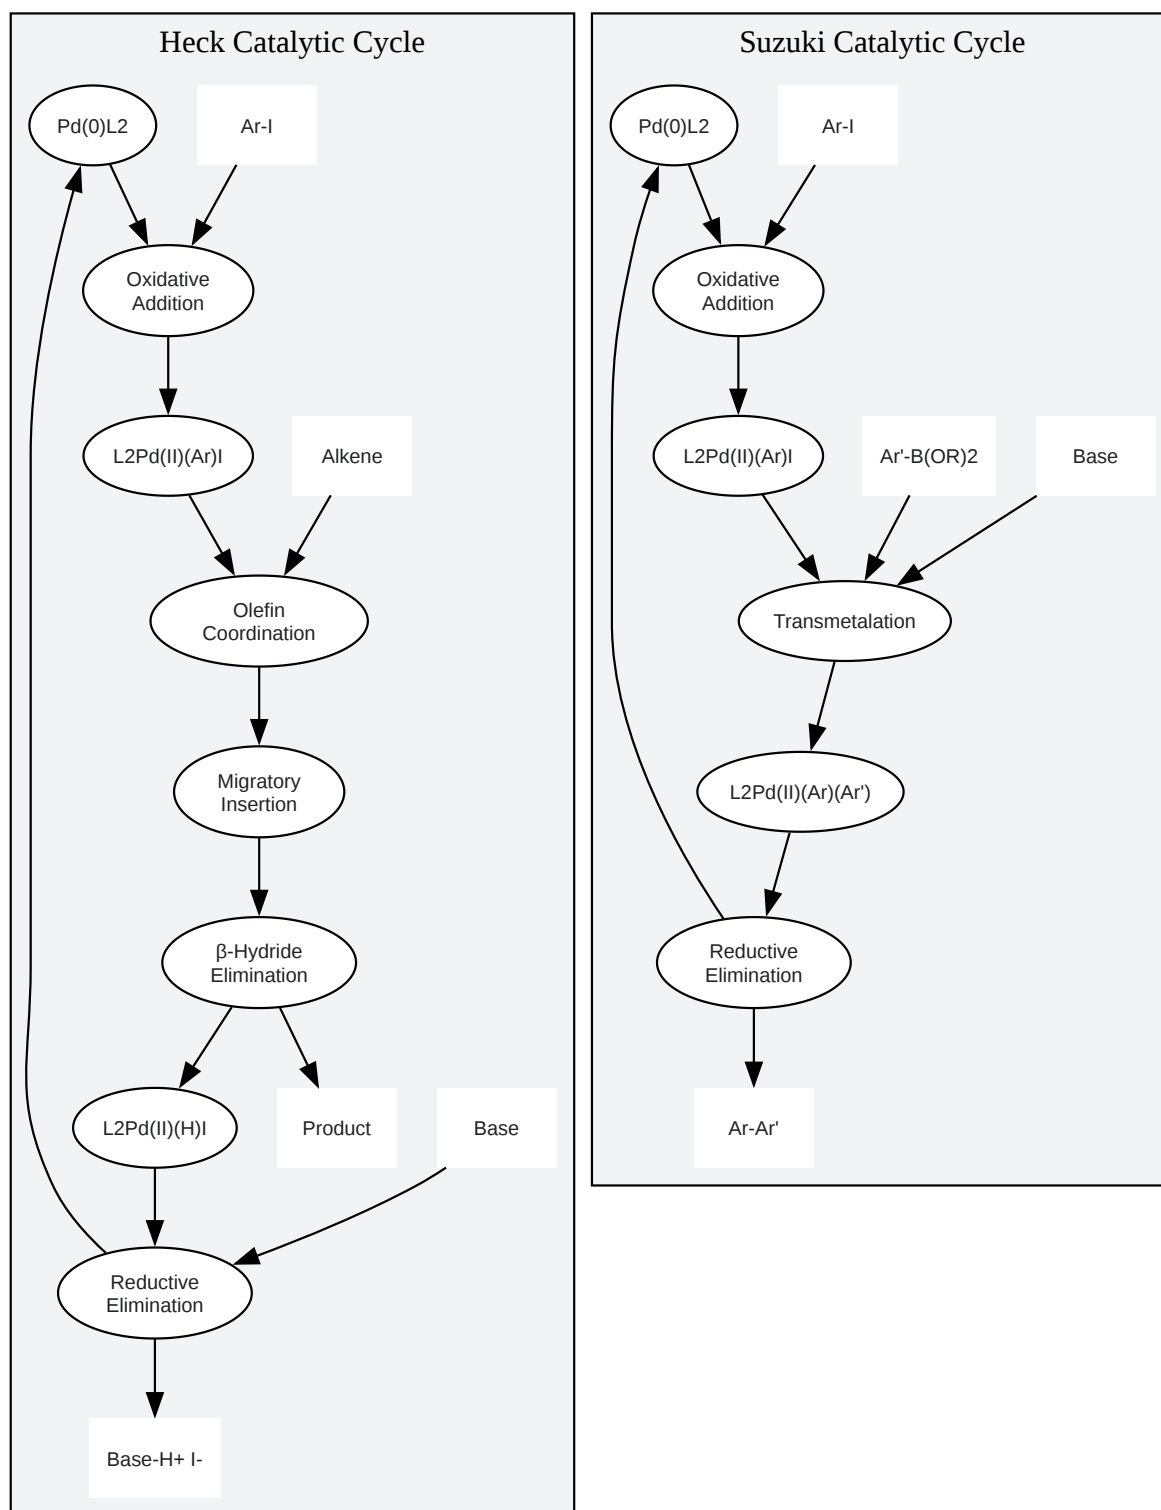 Heck Catalytic Cycle
Pd(0)L2
Ar-I
Oxidative
Addition
L2Pd(II)(Ar)I
Alkene
Olefin
Coordination
Migratory
Insertion
β-Hydride
Elimination
L2Pd(II)(H)I
Product
Base
Reductive
Elimination
Base-H+ I-
Suzuki Catalytic Cycle
Pd(0)L2
Ar-I
Oxidative
Addition
L2Pd(II)(Ar)I
Ar'-B(OR)2
Base
Transmetalation
L2Pd(II)(Ar)(Ar')
Reductive
Elimination
Ar-Ar'